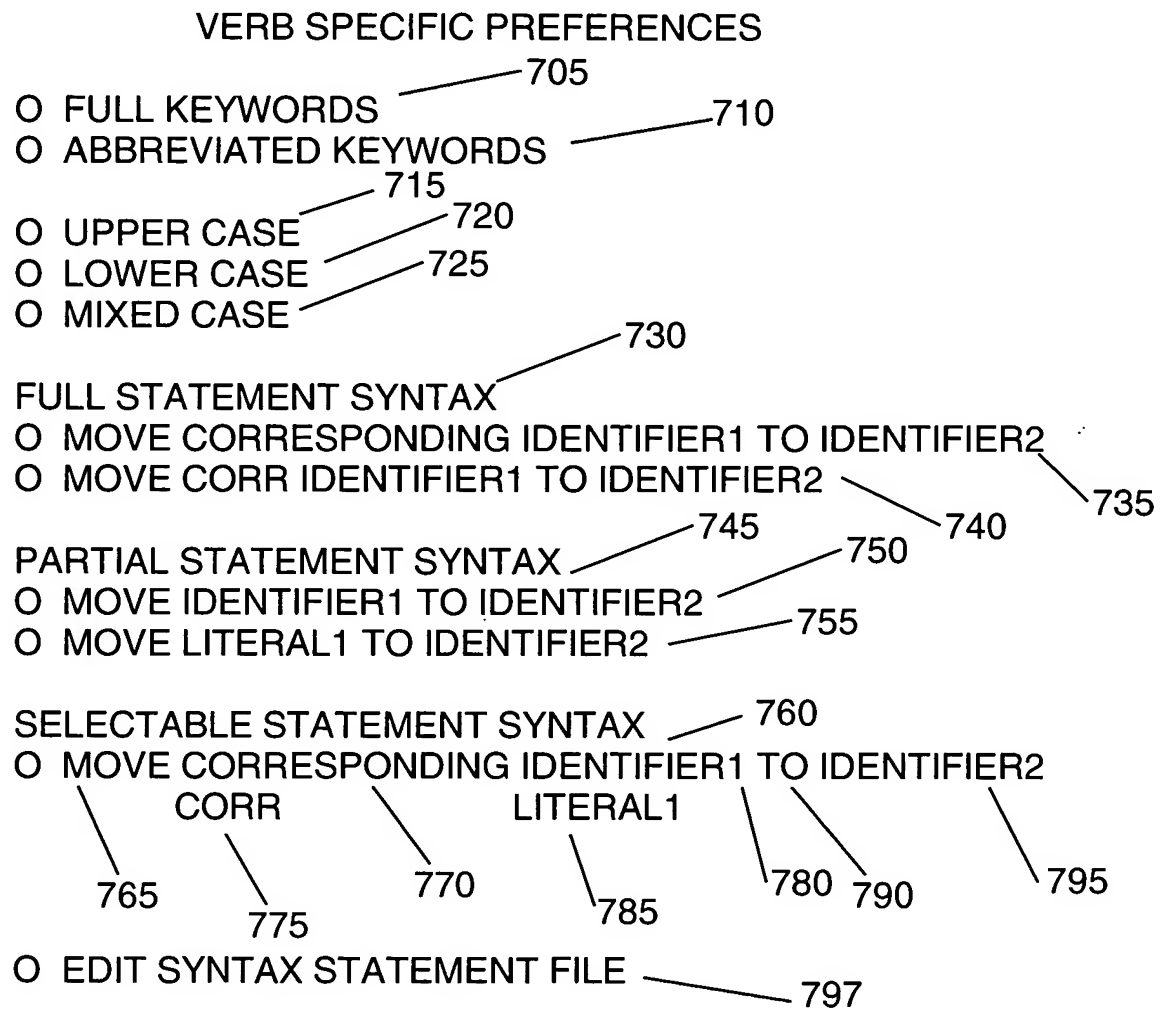 VERB SPECIFIC PREFERENCES
705
O FULL KEYWORDS
710
O ABBREVIATED KEYWORDS
715
O UPPER CASE
720
O LOWER CASE
725
O MIXED CASE
730
FULL STATEMENT SYNTAX
O MOVE CORRESPONDING IDENTIFIER1 TO IDENTIFIER2
735
O MOVE CORR IDENTIFIER1 TO IDENTIFIER2
740
745
PARTIAL STATEMENT SYNTAX
750
O MOVE IDENTIFIER1 TO IDENTIFIER2
755
O MOVE LITERAL1 TO IDENTIFIER2
760
SELECTABLE STATEMENT SYNTAX
O MOVE CORRESPONDING IDENTIFIER1 TO IDENTIFIER2
CORR LITERAL1
765 775 770 785 780 790 795
O EDIT SYNTAX STATEMENT FILE
797